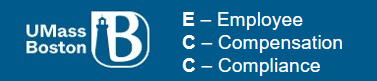 UMass
Boston
B
E – Employee
C – Compensation
C – Compliance